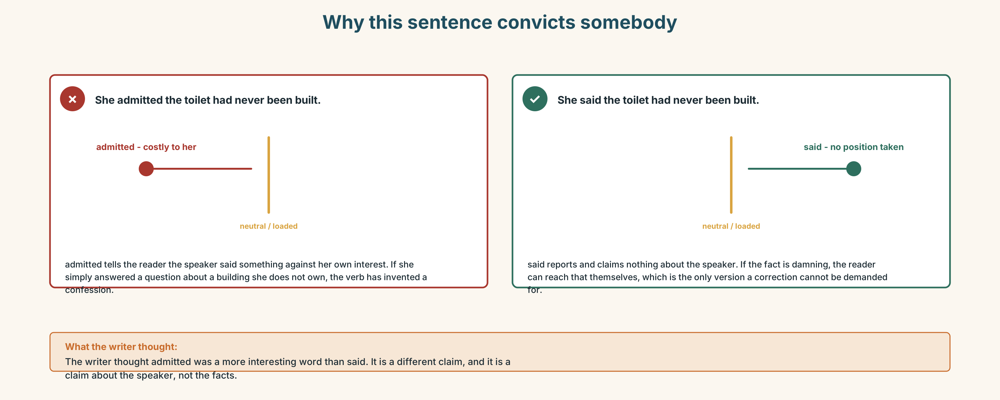 Why this sentence convicts somebody
She admitted the toilet had never been built.
admitted - costly to her
neutral / loaded
admitted tells the reader the speaker said something against her own interest. If she
simply answered a question about a building she does not own, the verb has invented a
confession.
She said the toilet had never been built.
said - no position taken
neutral / loaded
said reports and claims nothing about the speaker. If the fact is damning, the reader
can reach that themselves, which is the only version a correction cannot be demanded
for.
What the writer thought:
The writer thought admitted was a more interesting word than said. It is a different claim, and it is a
claim about the speaker, not the facts.